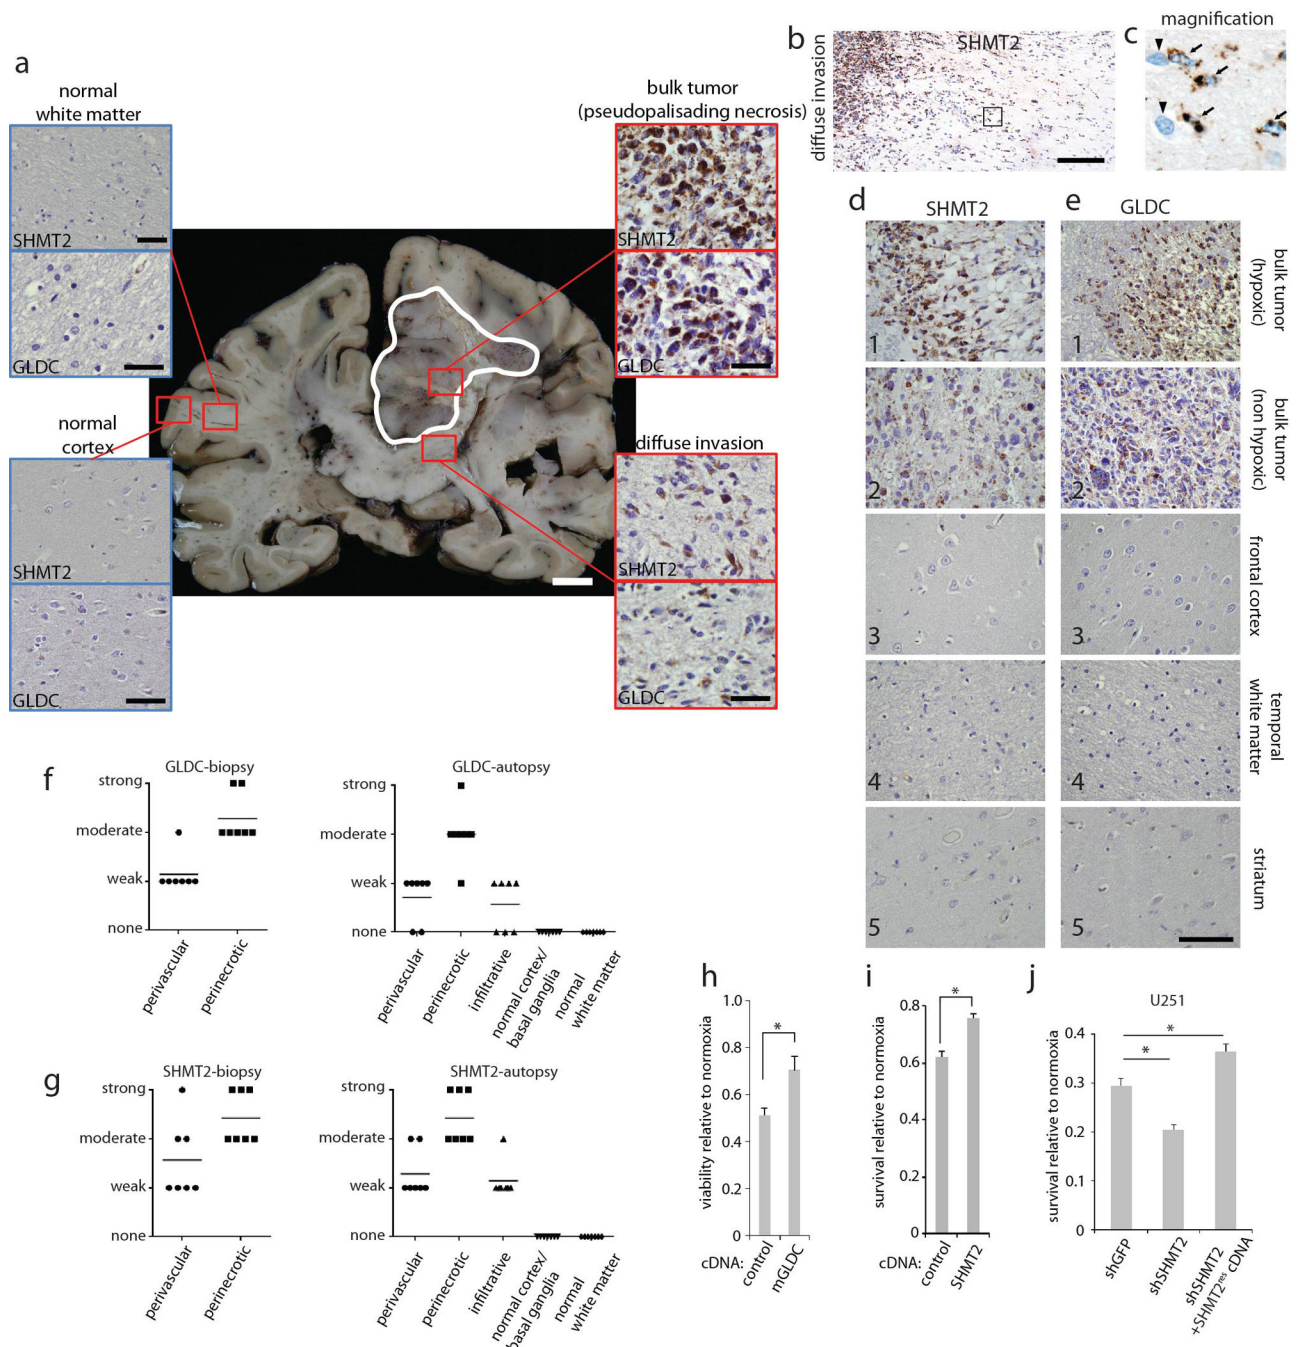 a
normal
white matter
SHMT2
GLDC
normal
cortex
SHMT2
GLDC
bulk tumor
(pseudopalisading necrosis)
SHMT2
GLDC
diffuse invasion
SHMT2
GLDC
b
diffuse invasion
SHMT2
c
magnification
d
SHMT2
e
GLDC
1
1
bulk tumor
(hypoxic)
2
2
bulk tumor
(non hypoxic)
3
3
frontal cortex
4
4
temporal
white matter
5
5
striatum
f
GLDC-biopsy
strong
moderate
weak
none
perivascular
perinecrotic
GLDC-autopsy
strong
moderate
weak
none
perivascular
perinecrotic
infiltrative
normal cortex/
basal ganglia
normal
white matter
g
SHMT2-biopsy
strong
moderate
weak
none
perivascular
perinecrotic
SHMT2-autopsy
strong
moderate
weak
none
perivascular
perinecrotic
infiltrative
normal cortex/
basal ganglia
normal
white matter
h
viability relative to normoxia
1.0
0.8
0.6
0.4
0.2
0
*
cDNA:
control
mGLDC
i
survival relative to normoxia
0.8
0.6
0.4
0.2
0
*
cDNA:
control
SHMT2
j
U251
survival relative to normoxia
0.4
0.3
0.2
0.1
0
*
*
shGFP
shSHMT2
shSHMT2
+SHMT2ʳᵉˢ cDNA